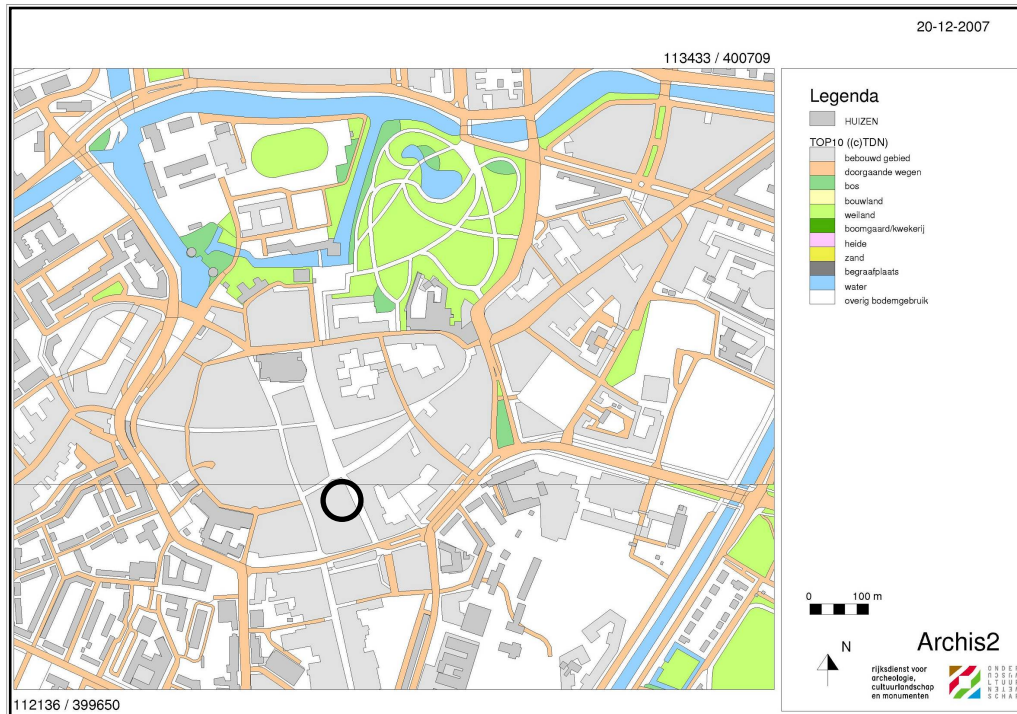 20-12-2007
113433 / 400709
Legenda
HUIZEN
TOP10 ((c)TDN)
bebouwd gebied
doorgaande wegen
bos
bouwland
weiland
boomgaard/kwekerij
heide
zand
begraafplaats
water
overig bodemgebruik
0 100 m
N
Archis2
rijksdienst voor
archeologie,
cultuurlandschap
en monumenten
112136 / 399650